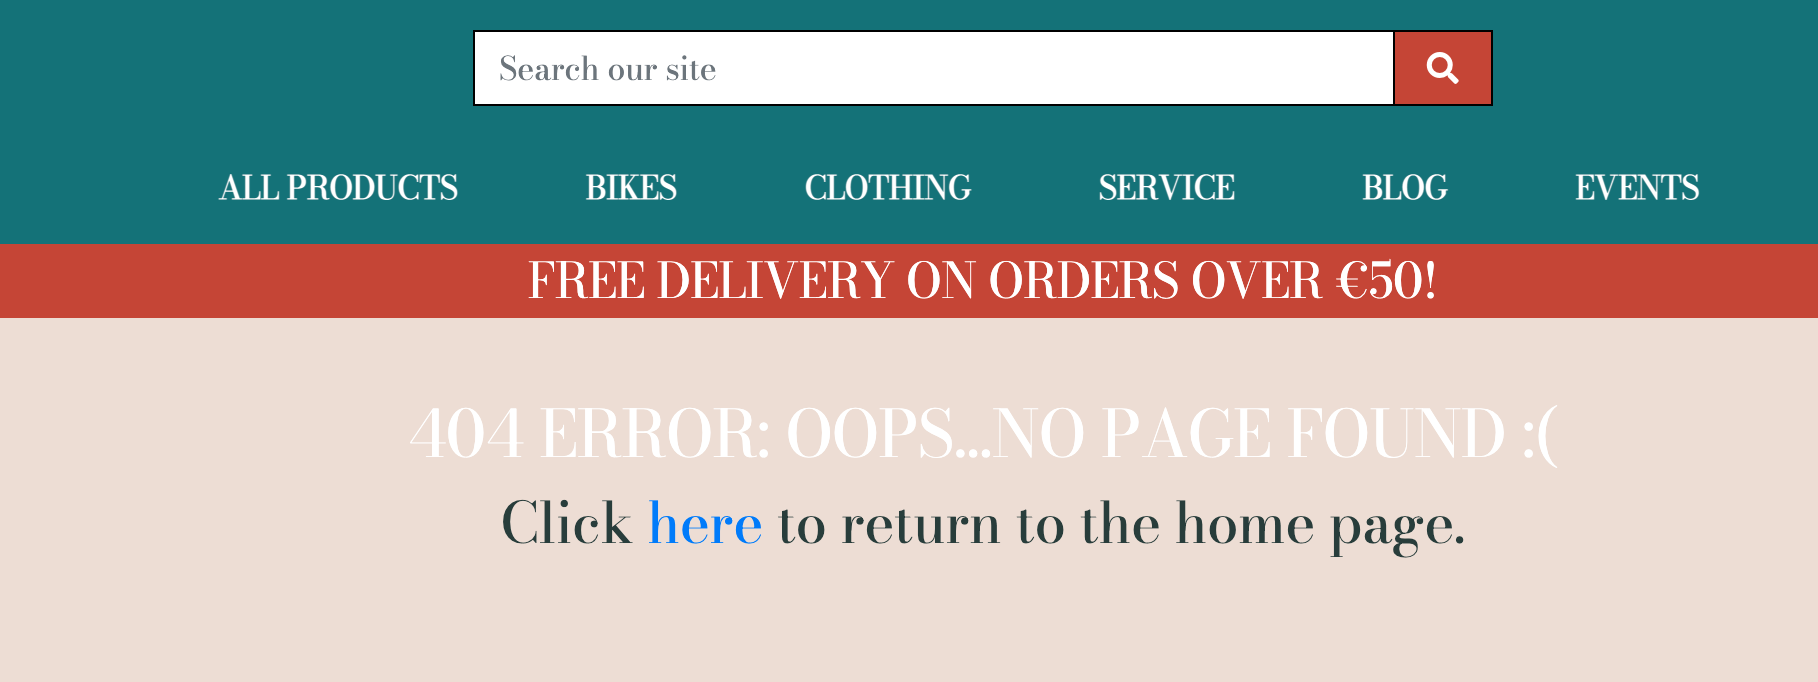 Search our site
ALL PRODUCTS BIKES CLOTHING SERVICE BLOG EVENTS
FREE DELIVERY ON ORDERS OVER €50!
404 ERROR: OOPS...NO PAGE FOUND :(
Click here to return to the home page.